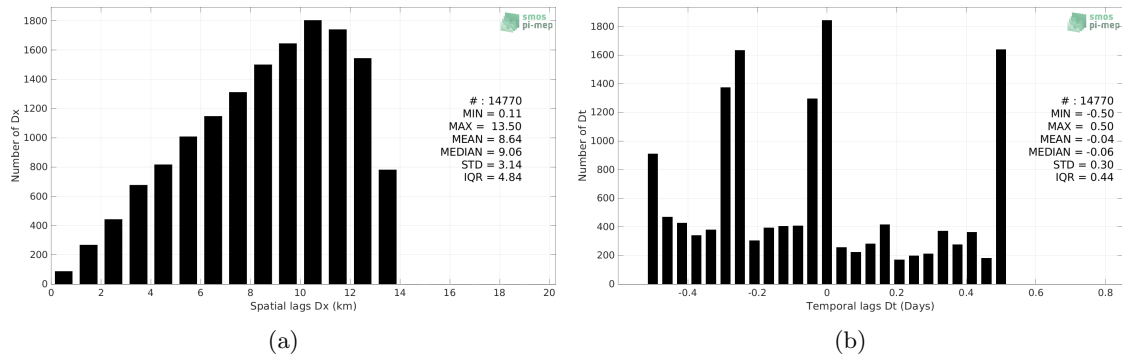 1800
1600
1400
1200
1000
800
600
400
200
0
Number of Dx
smos
pi-mep
# : 14770
MIN = 0.11
MAX = 13.50
MEAN = 8.64
MEDIAN = 9.06
STD = 3.14
IQR = 4.84
0 2 4 6 8 10 12 14 16 18 20
Spatial lags Dx (km)
(a)
1800
1600
1400
1200
1000
800
600
400
200
0
Number of Dt
smos
pi-mep
# : 14770
MIN = -0.50
MAX = 0.50
MEAN = -0.04
MEDIAN = -0.06
STD = 0.30
IQR = 0.44
-0.4 -0.2 0 0.2 0.4 0.6 0.8
Temporal lags Dt (Days)
(b)